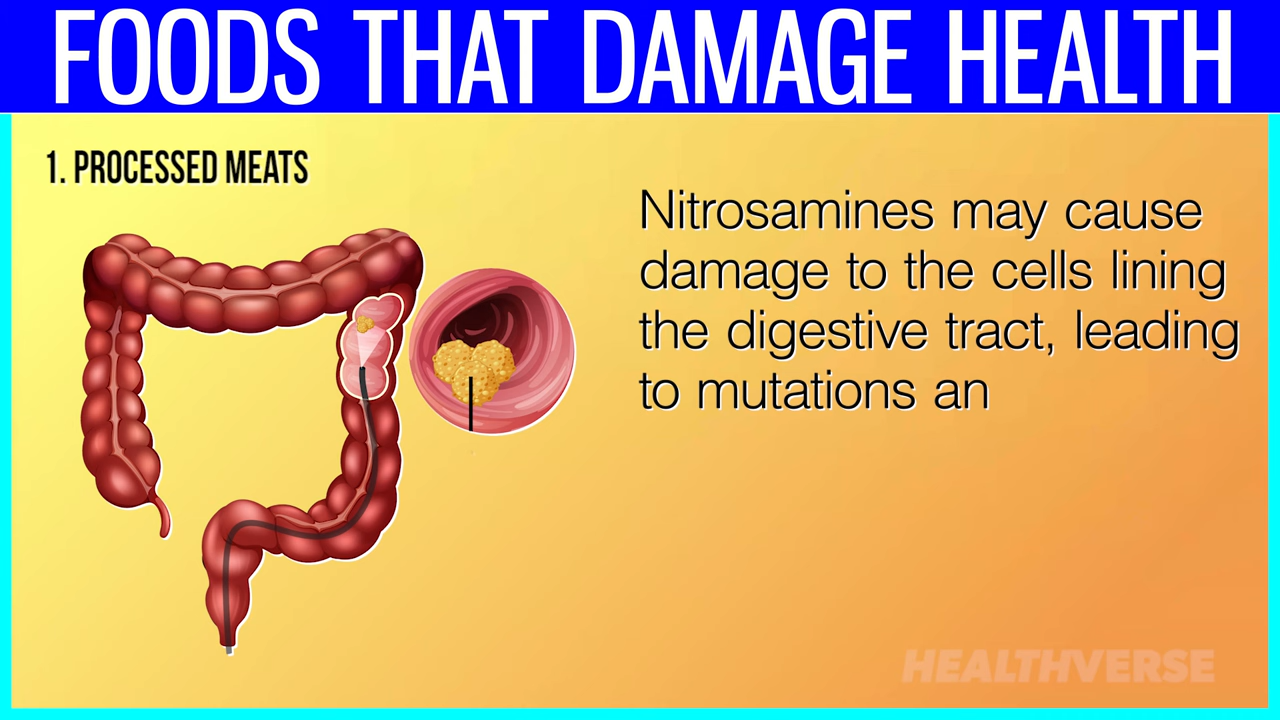 FOODS THAT DAMAGE HEALTH
1. PROCESSED MEATS
Nitrosamines may cause
damage to the cells lining
the digestive tract, leading
to mutations an
HEALTHVERSE